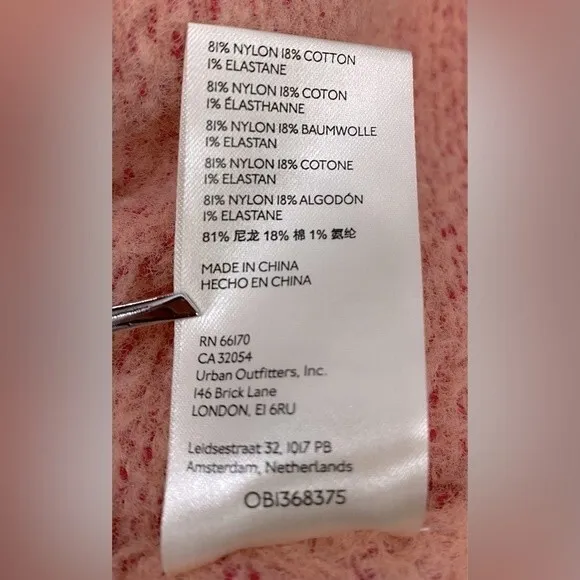 81% NYLON 18% COTTON
1% ELASTANE
81% NYLON 18% COTON
1% ÉLASTHANNE
81% NYLON 18% BAUMWOLLE
1% ELASTAN
81% NYLON 18% COTONE
1% ELASTAN
81% NYLON 18% ALGODÓN
1% ELASTANE
81% 尼龙 18% 棉 1% 氨纶
MADE IN CHINA
HECHO EN CHINA
RN 66170
CA 32054
Urban Outfitters, Inc.
146 Brick Lane
LONDON, E1 6RU
Leidsestraat 32, 1017 PB
Amsterdam, Netherlands
OB1368375